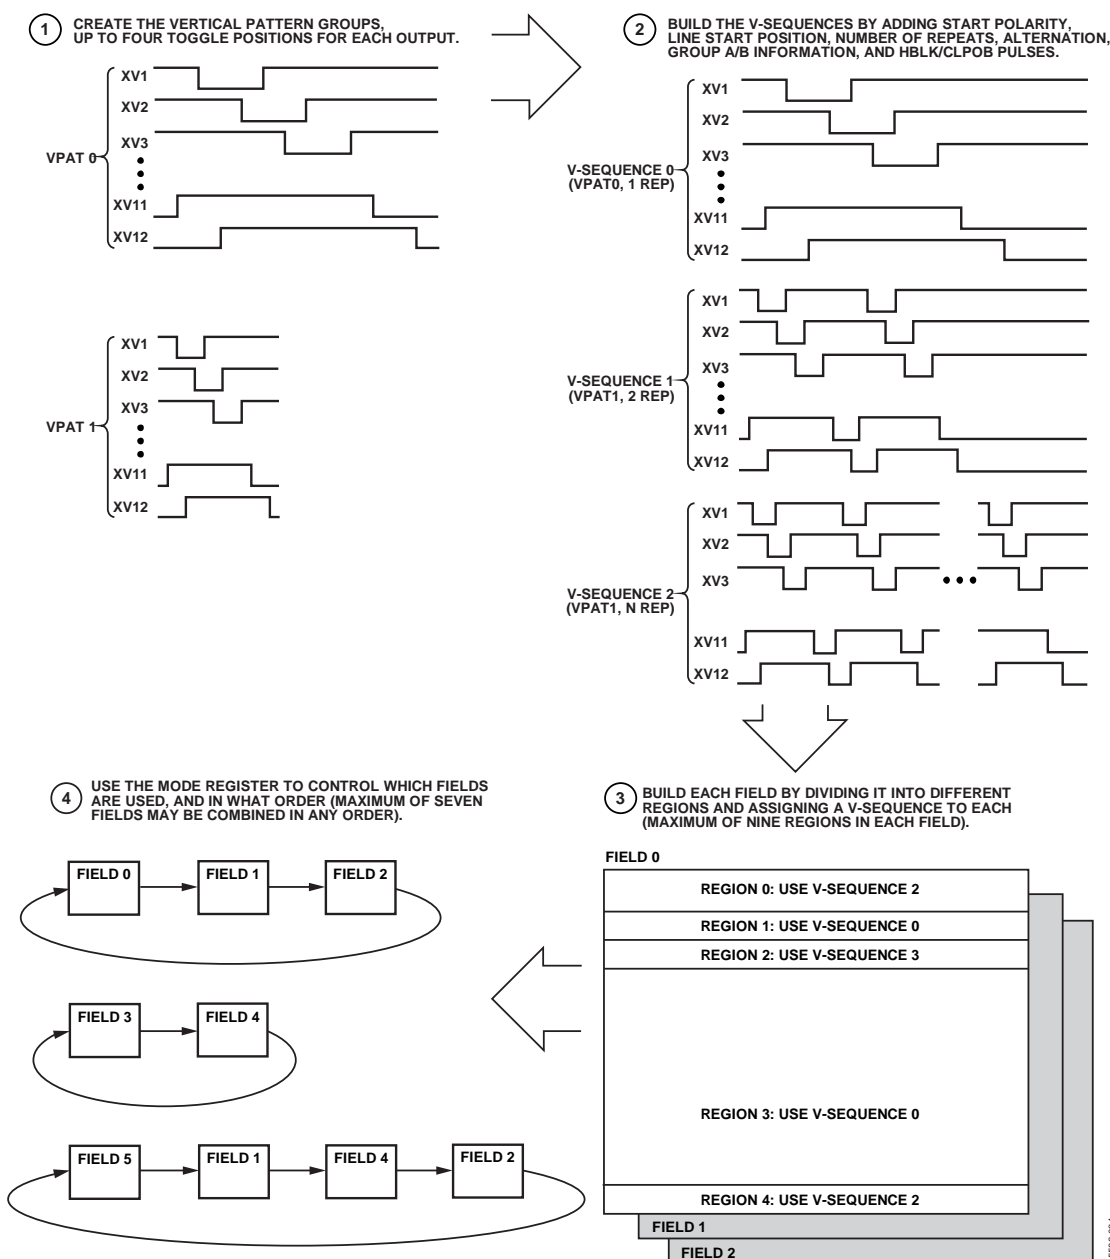 1
CREATE THE VERTICAL PATTERN GROUPS,
UP TO FOUR TOGGLE POSITIONS FOR EACH OUTPUT.
XV1
XV2
XV3
VPAT 0
XV11
XV12
XV1
XV2
XV3
VPAT 1
XV11
XV12
2
BUILD THE V-SEQUENCES BY ADDING START POLARITY,
LINE START POSITION, NUMBER OF REPEATS, ALTERNATION,
GROUP A/B INFORMATION, AND HBLK/CLPOB PULSES.
XV1
XV2
XV3
V-SEQUENCE 0
(VPAT0, 1 REP)
XV11
XV12
XV1
XV2
XV3
V-SEQUENCE 1
(VPAT1, 2 REP)
XV11
XV12
XV1
XV2
XV3
V-SEQUENCE 2
(VPAT1, N REP)
XV11
XV12
3
BUILD EACH FIELD BY DIVIDING IT INTO DIFFERENT
REGIONS AND ASSIGNING A V-SEQUENCE TO EACH
(MAXIMUM OF NINE REGIONS IN EACH FIELD).
FIELD 0
REGION 0: USE V-SEQUENCE 2
REGION 1: USE V-SEQUENCE 0
REGION 2: USE V-SEQUENCE 3
REGION 3: USE V-SEQUENCE 0
REGION 4: USE V-SEQUENCE 2
FIELD 1
FIELD 2
4
USE THE MODE REGISTER TO CONTROL WHICH FIELDS
ARE USED, AND IN WHAT ORDER (MAXIMUM OF SEVEN
FIELDS MAY BE COMBINED IN ANY ORDER).
FIELD 0
FIELD 1
FIELD 2
FIELD 3
FIELD 4
FIELD 5
FIELD 1
FIELD 4
FIELD 2